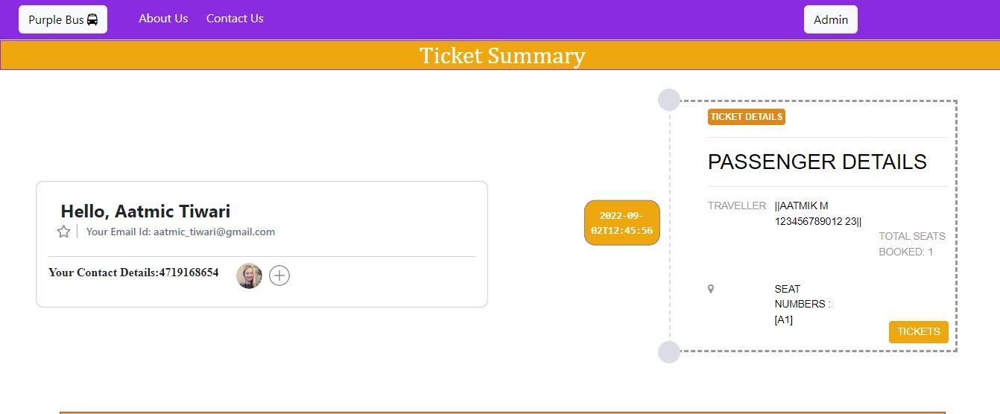 Purple Bus
About Us
Contact Us
Admin
Ticket Summary
Hello, Aatmic Tiwari
Your Email Id: aatmic_tiwari@gmail.com
Your Contact Details:4719168654
2022-09-
02T12:45:56
TICKET DETAILS
PASSENGER DETAILS
TRAVELLER
||AATMIK M
123456789012 23||
TOTAL SEATS
BOOKED: 1
SEAT
NUMBERS :
[A1]
TICKETS